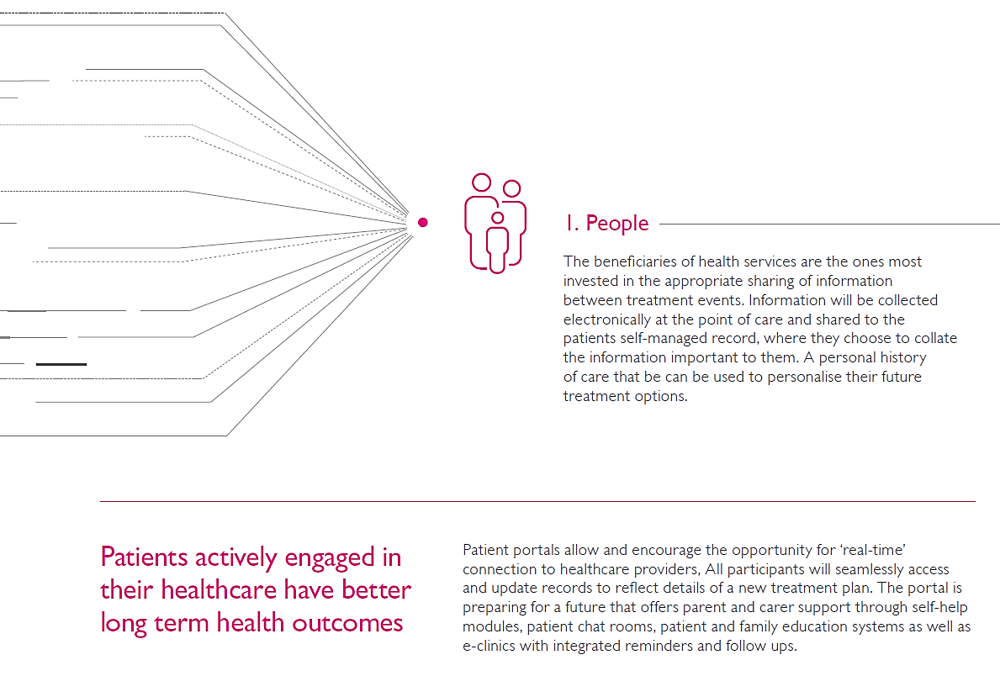 1. People
The beneficiaries of health services are the ones most
invested in the appropriate sharing of information
between treatment events. Information will be collected
electronically at the point of care and shared to the
patients self-managed record, where they choose to collate
the information important to them. A personal history
of care that be can be used to personalise their future
treatment options.
Patients actively engaged in
their healthcare have better
long term health outcomes
Patient portals allow and encourage the opportunity for ‘real-time’
connection to healthcare providers, All participants will seamlessly access
and update records to reflect details of a new treatment plan. The portal is
preparing for a future that offers parent and carer support through self-help
modules, patient chat rooms, patient and family education systems as well as
e-clinics with integrated reminders and follow ups.